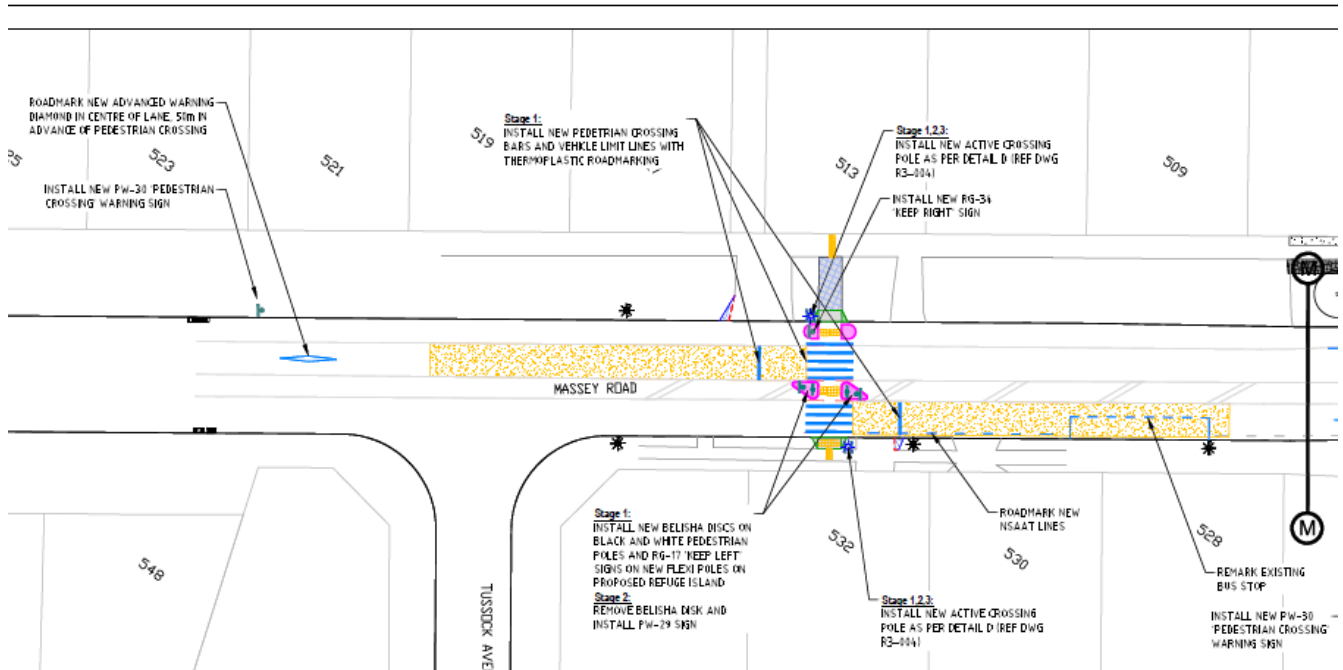 ROADMARK NEW ADVANCED WARNING
DIAMOND IN CENTRE OF LANE, 50m IN
ADVANCE OF PEDESTRIAN CROSSING
INSTALL NEW PW-30 'PEDESTRIAN
CROSSING' WARNING SIGN
Stage 1:
INSTALL NEW PEDETRIAN CROSSING
BARS AND VEHICLE LIMIT LINES WITH
THERMOPLASTIC ROADMARKING
Stage 1,2,3:
INSTALL NEW ACTIVE CROSSING
POLE AS PER DETAIL D (REF DWG
R3-004)
INSTALL NEW RG-34
'KEEP RIGHT' SIGN
523
521
519
513
509
M
MASSEY ROAD
Stage 1:
INSTALL NEW BELISHA DISCS ON
BLACK AND WHITE PEDESTRIAN
POLES AND RG-17 'KEEP LEFT'
SIGNS ON NEW FLEXI POLES ON
PROPOSED REFUGE ISLAND
Stage 2:
REMOVE BELISHA DISK AND
INSTALL PW-29 SIGN
ROADMARK NEW
NSAAT LINES
M
548
532
530
528
REMARK EXISTING
BUS STOP
Stage 1,2,3:
INSTALL NEW ACTIVE CROSSING
POLE AS PER DETAIL D (REF DWG
R3-004)
INSTALL NEW PW-30
'PEDESTRIAN CROSSING'
WARNING SIGN
TUSSOCK AVE